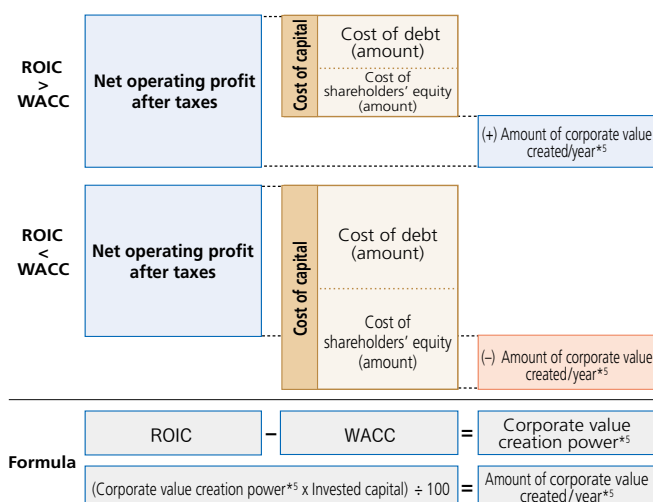 ROIC
>
WACC
Net operating profit
after taxes
Cost of capital
Cost of debt
(amount)
Cost of
shareholders' equity
(amount)
(+) Amount of corporate value
created/year*5
ROIC
<
WACC
Net operating profit
after taxes
Cost of capital
Cost of debt
(amount)
Cost of
shareholders' equity
(amount)
(–) Amount of corporate value
created/year*5
Formula
ROIC
–
WACC
=
Corporate value
creation power*5
(Corporate value creation power*5 x Invested capital) ÷ 100
=
Amount of corporate value
created/year*5